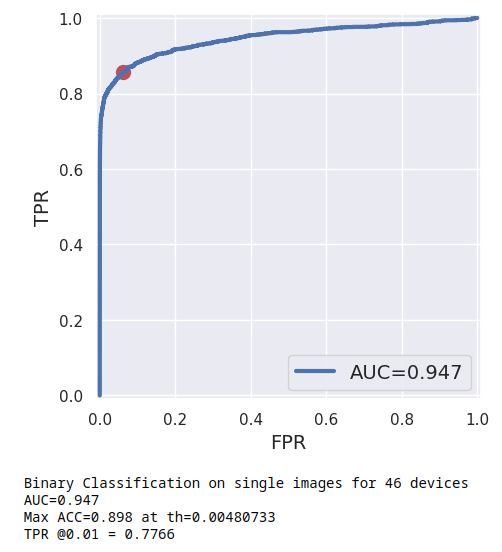 1.0
0.8
0.6
0.4
0.2
0.0
TPR
AUC=0.947
0.0 0.2 0.4 0.6 0.8 1.0
FPR
Binary Classification on single images for 46 devices
AUC=0.947
Max ACC=0.898 at th=0.00480733
TPR @0.01 = 0.7766